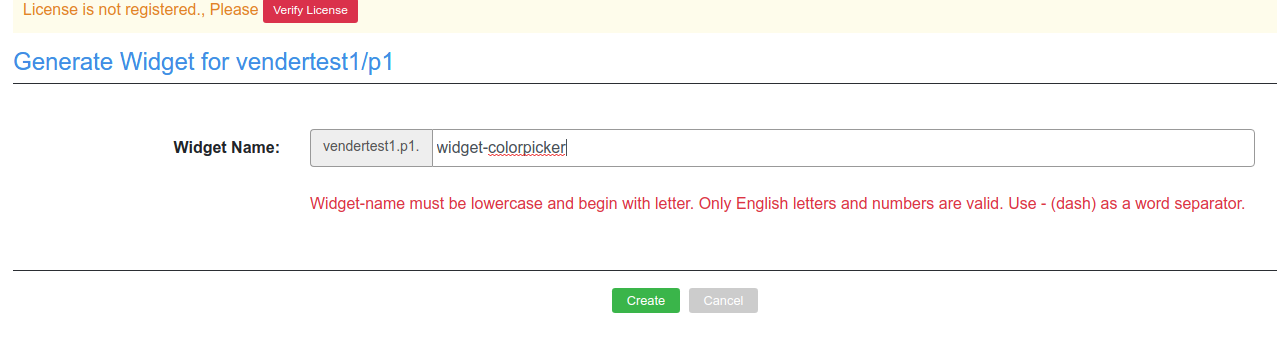 License is not registered., Please Verify License
Generate Widget for vendertest1/p1
Widget Name: vendertest1.p1. widget-colorpicker
Widget-name must be lowercase and begin with letter. Only English letters and numbers are valid. Use - (dash) as a word separator.
Create Cancel